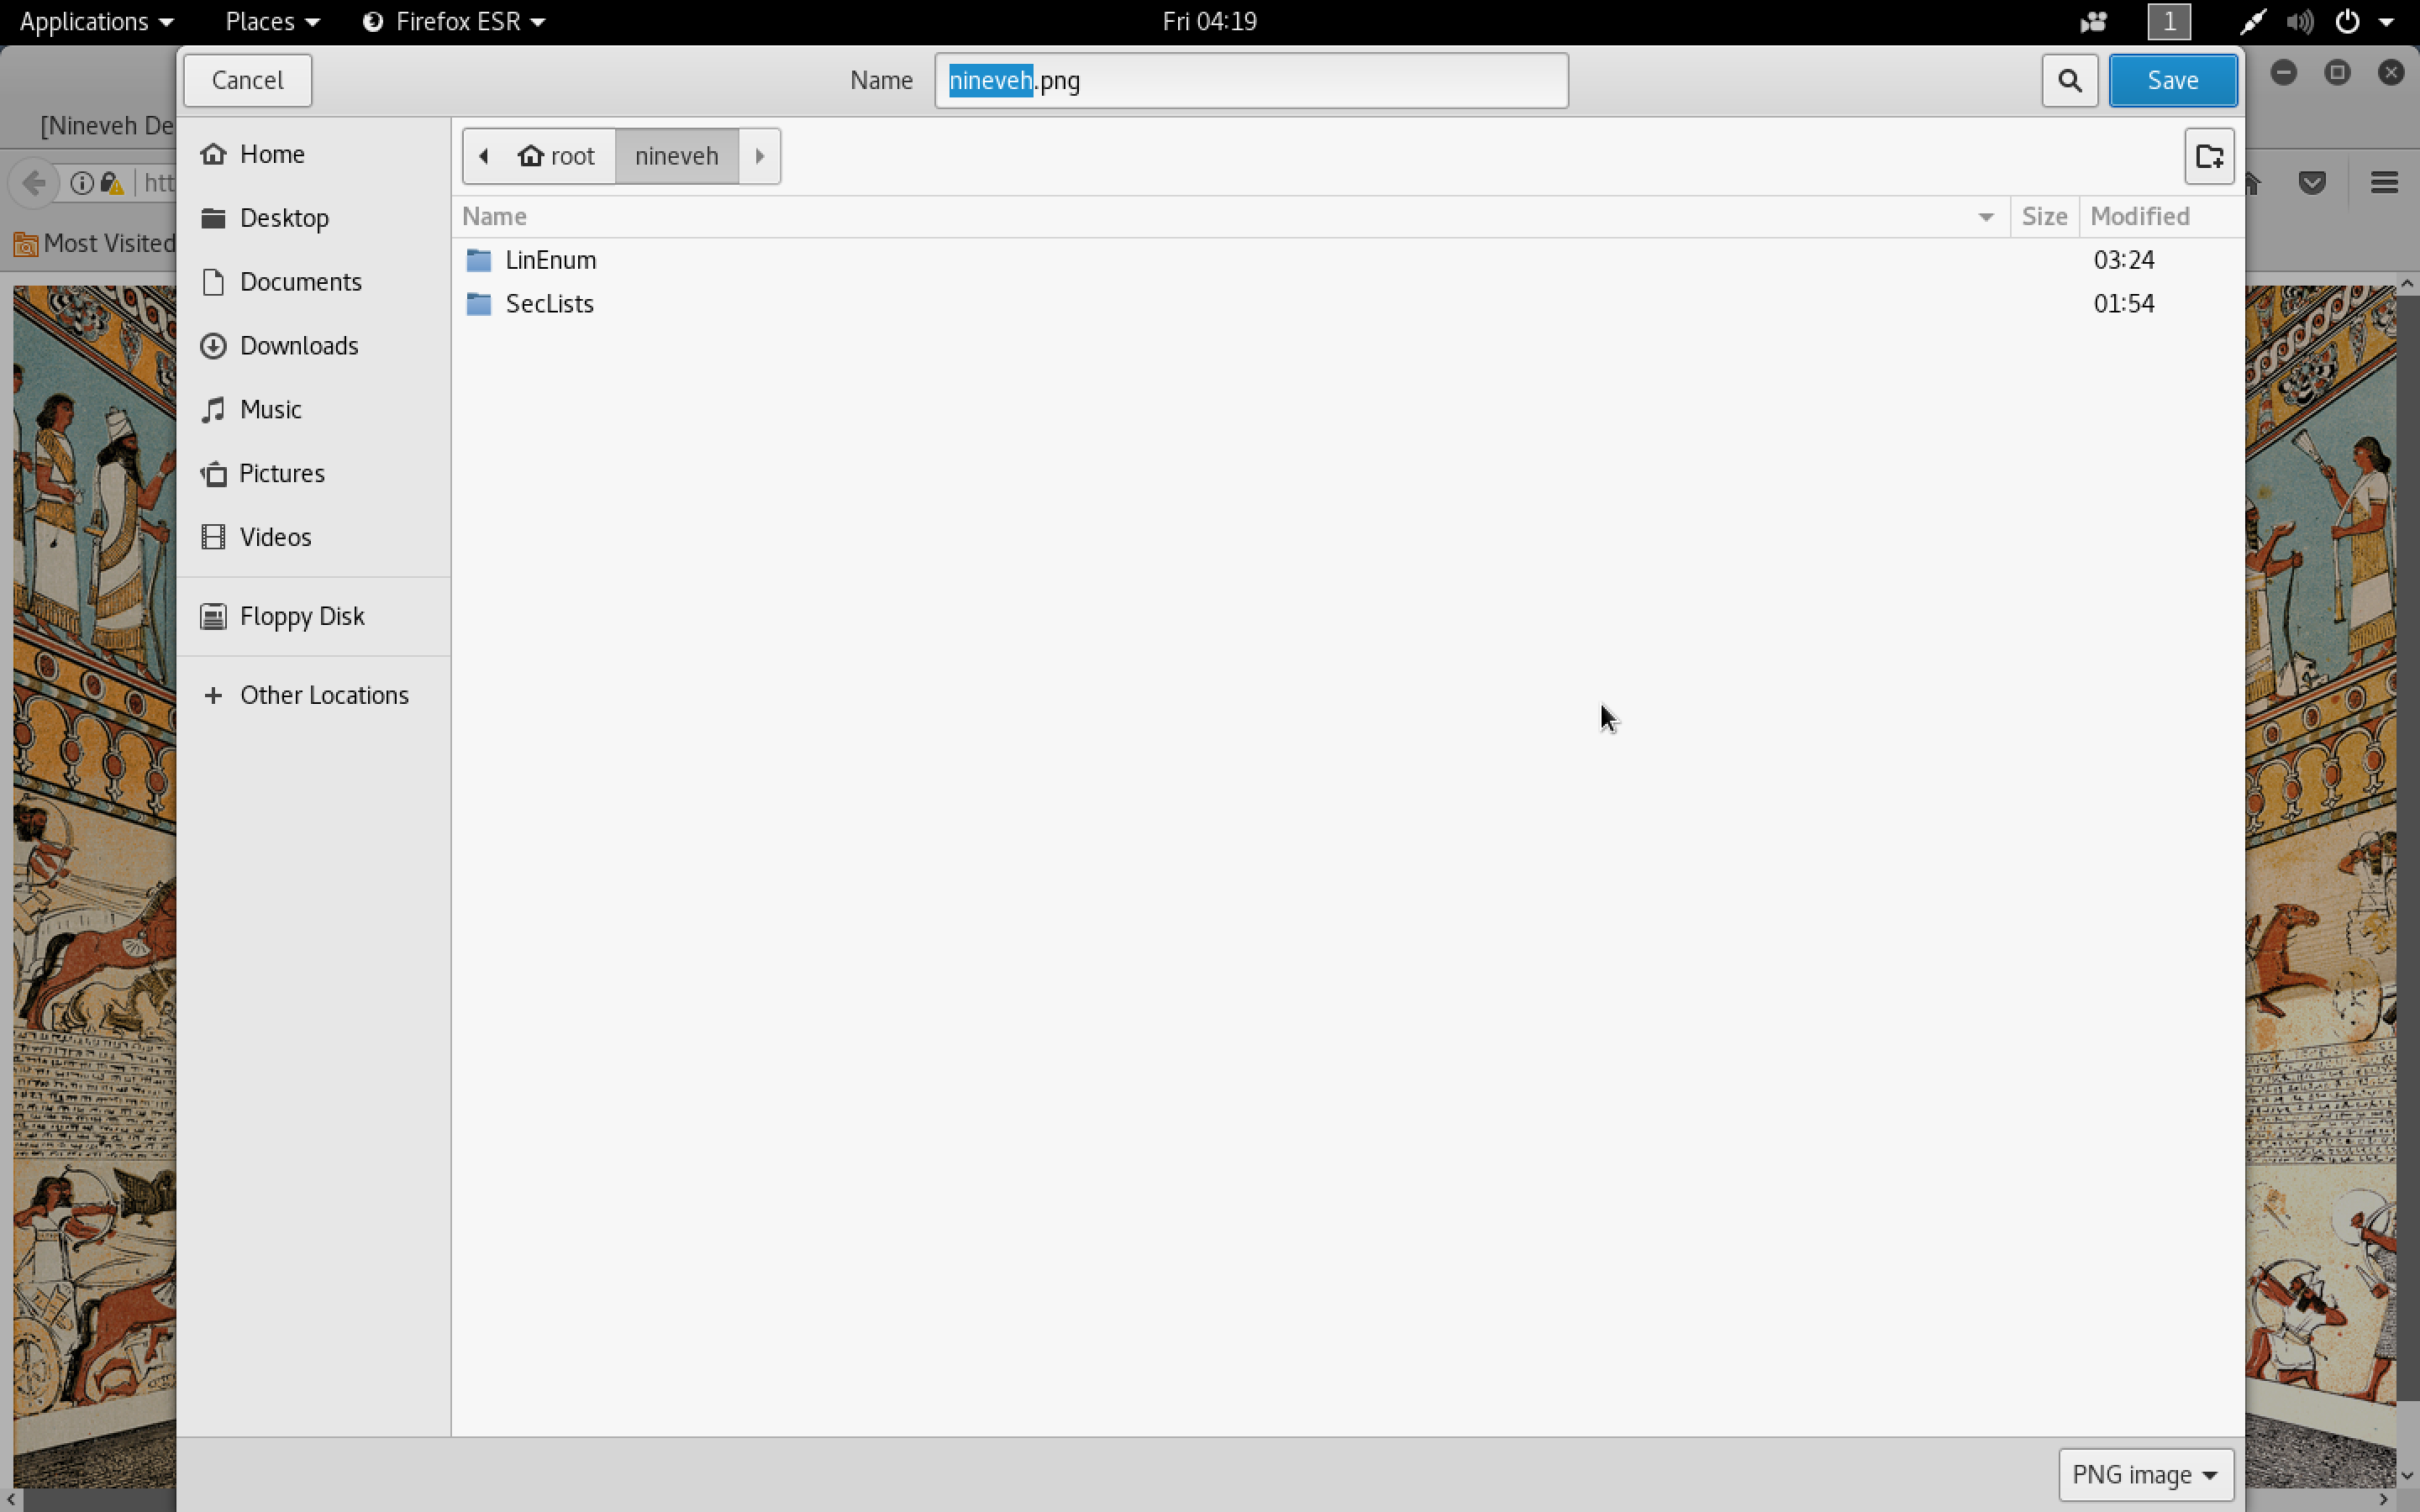 Applications Places Firefox ESR Fri 04:19 1
Cancel Name nineveh.png Save
[Nineveh De
htt
Most Visited
Home
Desktop
Documents
Downloads
Music
Pictures
Videos
Floppy Disk
Other Locations
root nineveh
Name Size Modified
LinEnum 03:24
SecLists 01:54
PNG image